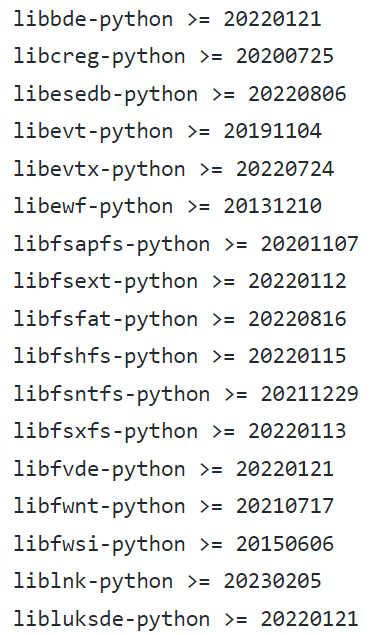 libbde-python >= 20220121
libcreg-python >= 20200725
libesedb-python >= 20220806
libevt-python >= 20191104
libevtx-python >= 20220724
libewf-python >= 20131210
libfsapfs-python >= 20201107
libfsext-python >= 20220112
libfsfat-python >= 20220816
libfshfs-python >= 20220115
libfsntfs-python >= 20211229
libfsxfs-python >= 20220113
libfvde-python >= 20220121
libfwnt-python >= 20210717
libfwsi-python >= 20150606
liblnk-python >= 20230205
libluksde-python >= 20220121